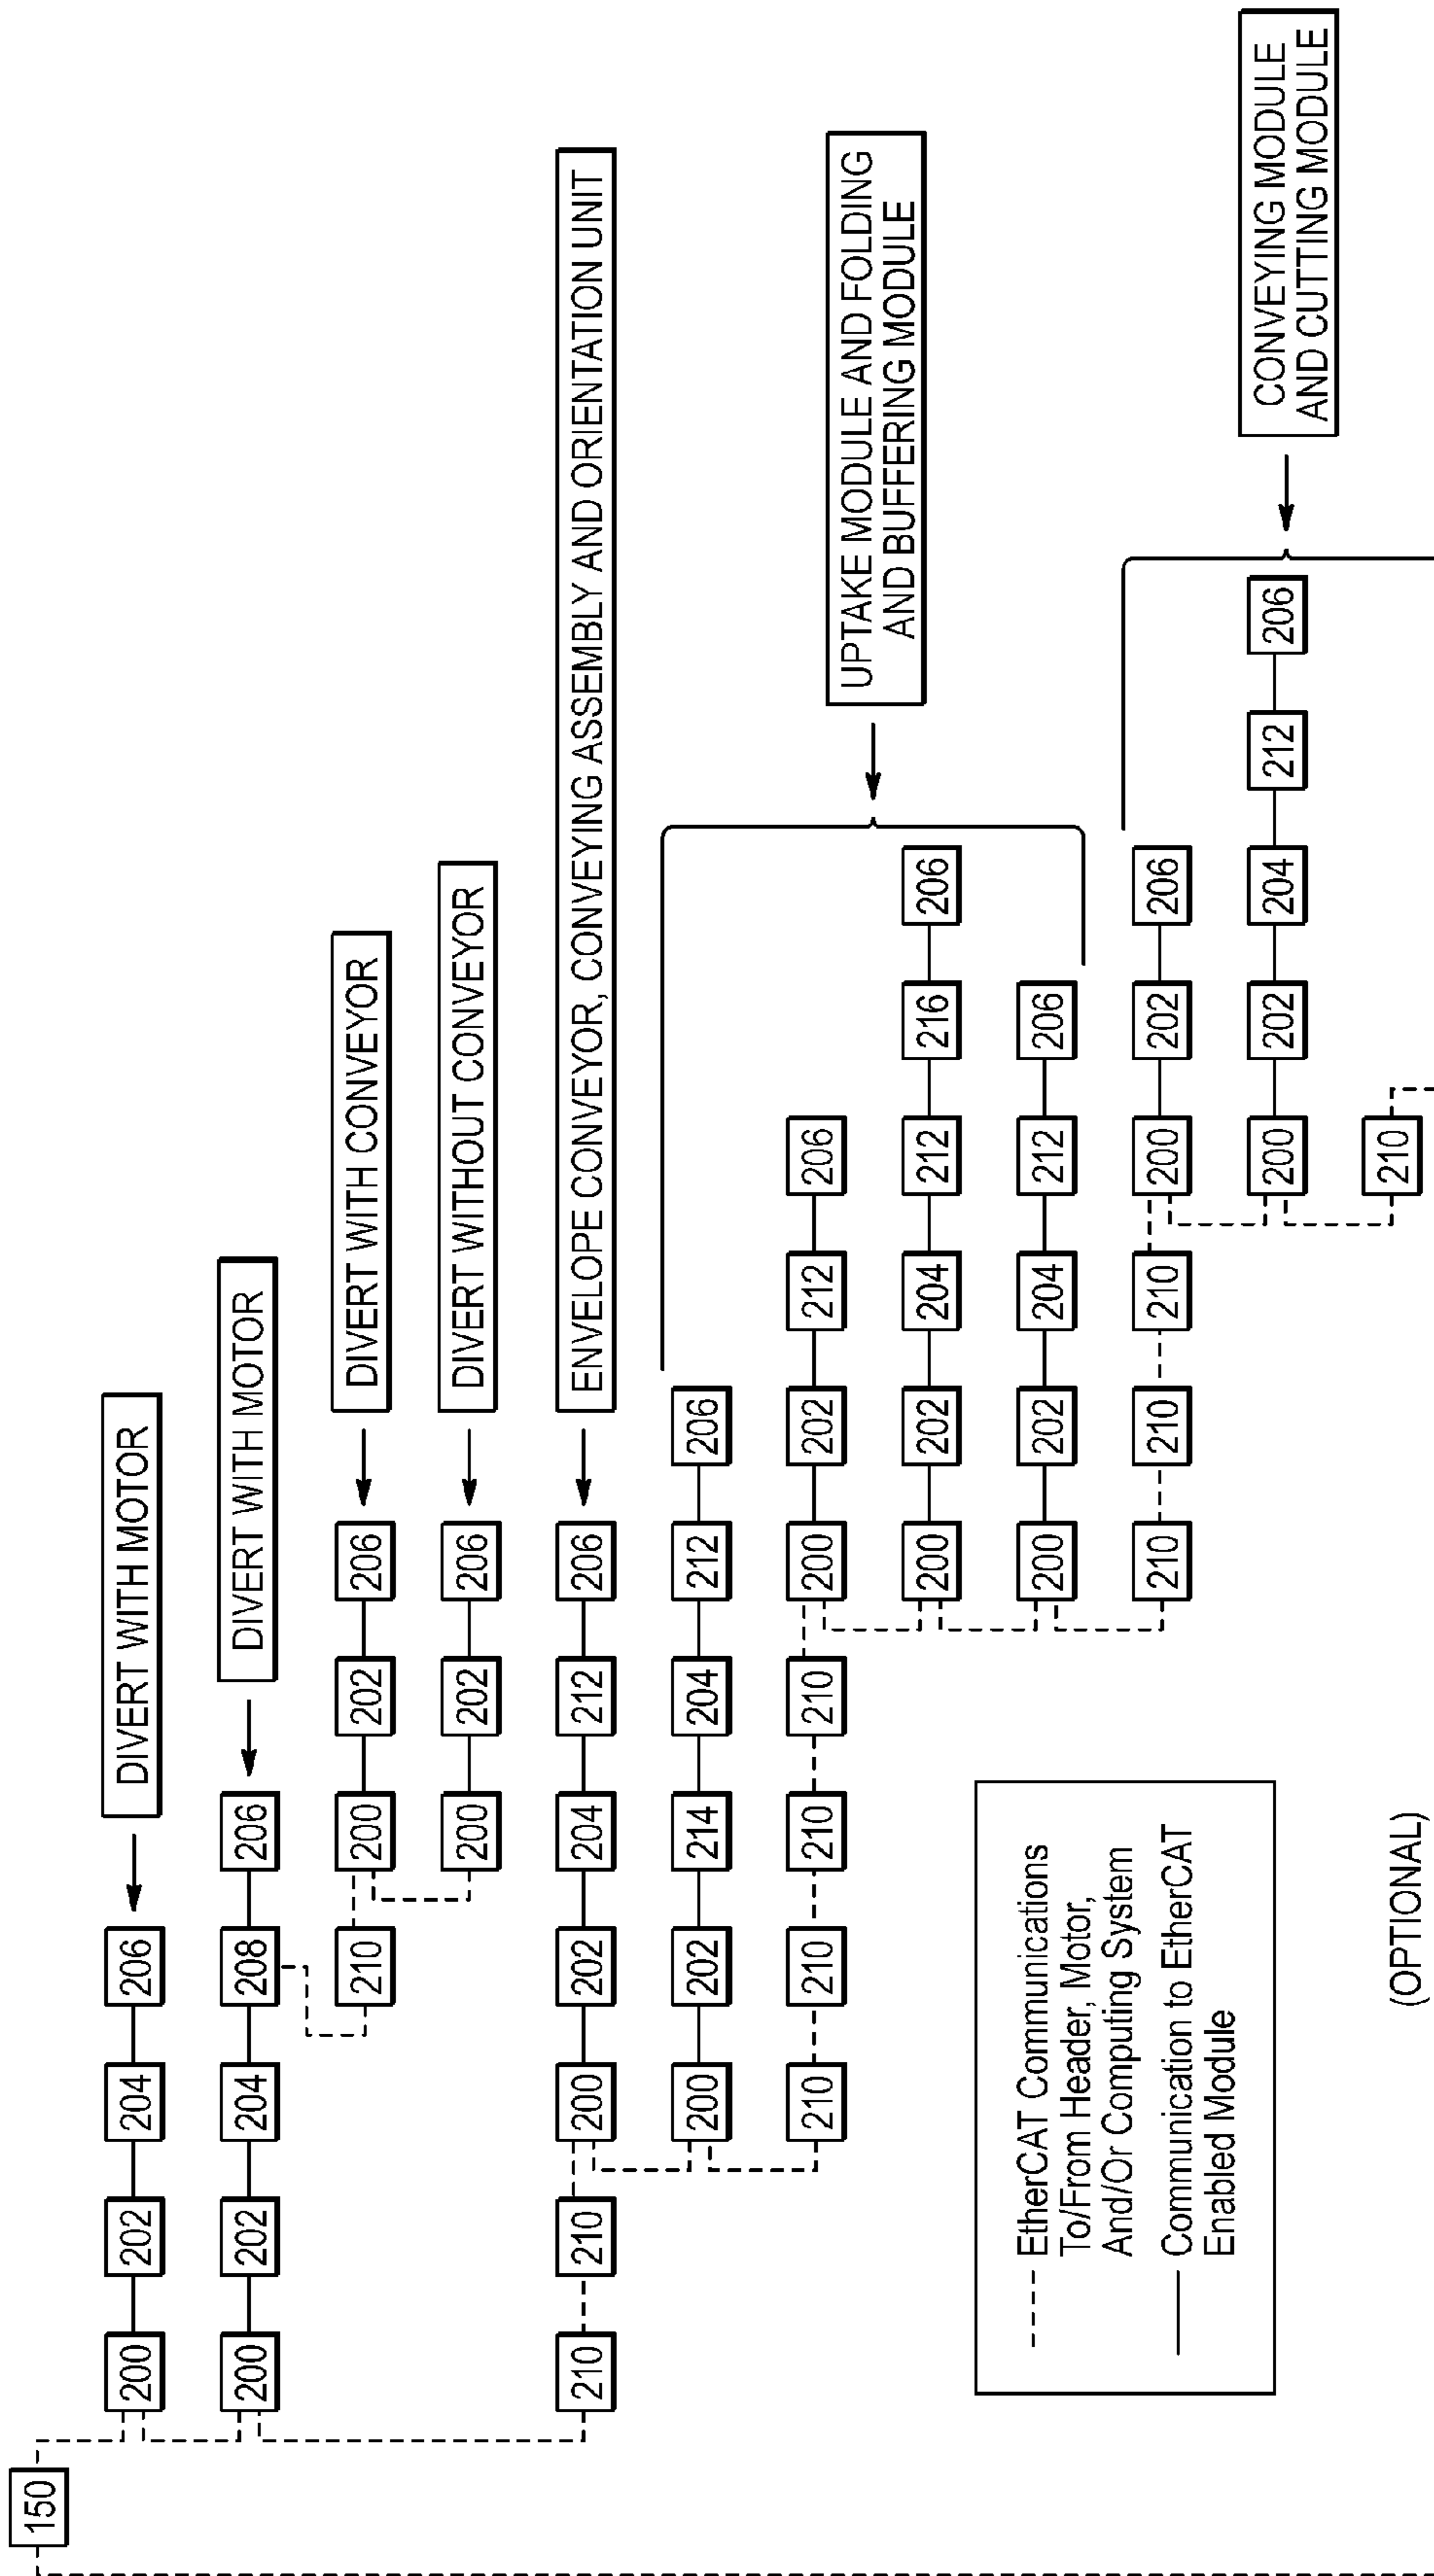 150
200 202 204 206 DIVERT WITH MOTOR
200 202 204 208 206 DIVERT WITH MOTOR
210 200 202 206 DIVERT WITH CONVEYOR
200 202 206 DIVERT WITHOUT CONVEYOR
210 210 200 202 204 212 206 ENVELOPE CONVEYOR, CONVEYING ASSEMBLY AND ORIENTATION UNIT
200 202 214 204 212 206
210 210 210 210 200 202 212 206
UPTAKE MODULE AND FOLDING
AND BUFFERING MODULE
200 202 204 212 216 206
200 202 204 212 206
210 210 210 200 202 206
200 202 204 212 206
CONVEYING MODULE
AND CUTTING MODULE
210
EtherCAT Communications
To/From Header, Motor,
And/Or Computing System
Communication to EtherCAT
Enabled Module
(OPTIONAL)